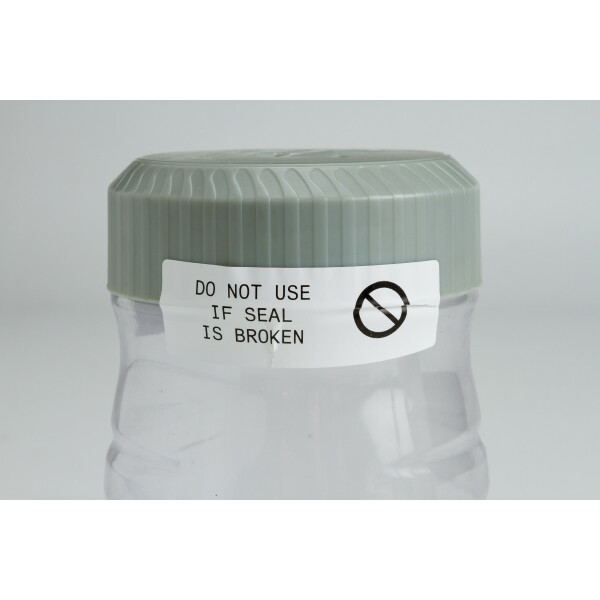 DO NOT USE
IF SEAL
IS BROKEN